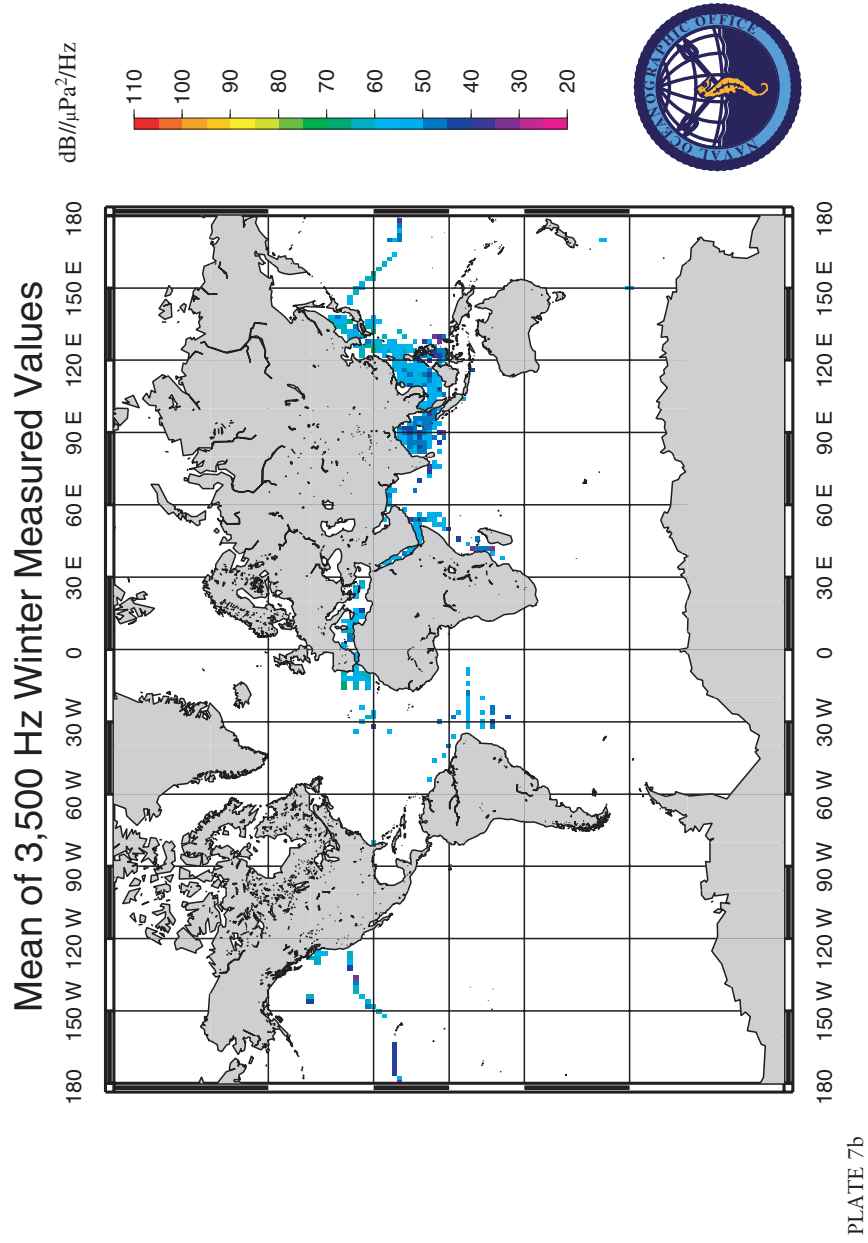 Mean of 3,500 Hz Winter Measured Values
180 150 W 120 W 90 W 60 W 30 W 0 30 E 60 E 90 E 120 E 150 E 180
180 150 W 120 W 90 W 60 W 30 W 0 30 E 60 E 90 E 120 E 150 E 180
dB//μPa²/Hz
110
100
90
80
70
60
50
40
30
20
NAVAL OCEANOGRAPHIC OFFICE
PLATE 7b